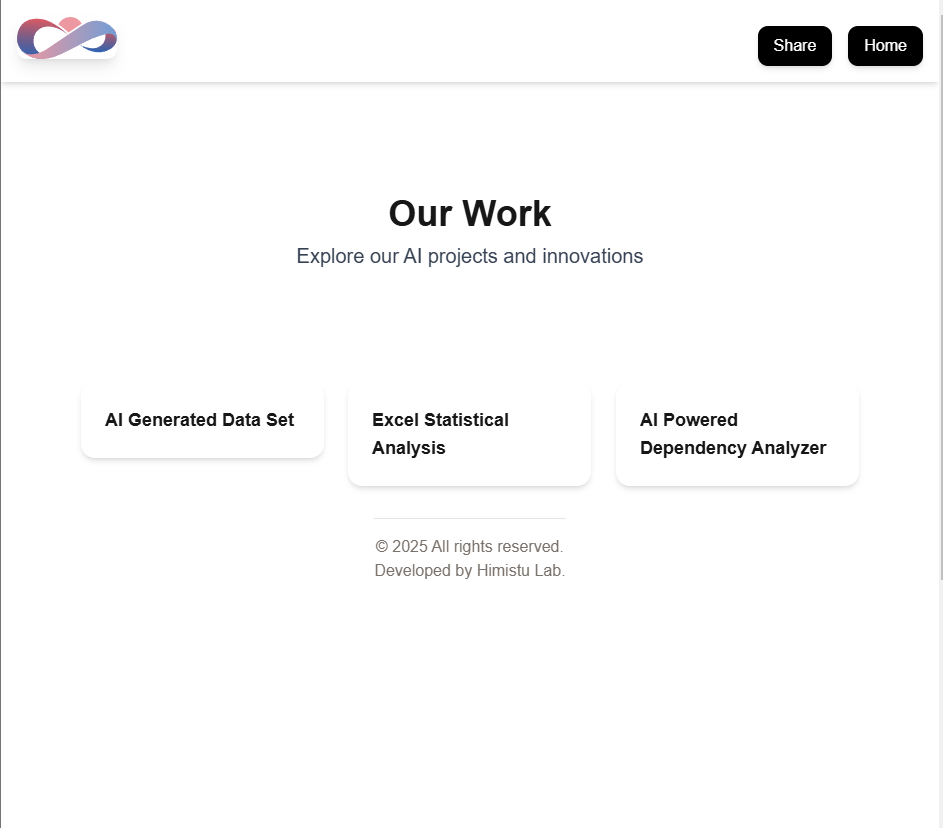 Share
Home
Our Work
Explore our AI projects and innovations
AI Generated Data Set
Excel Statistical
Analysis
AI Powered
Dependency Analyzer
© 2025 All rights reserved.
Developed by Himistu Lab.